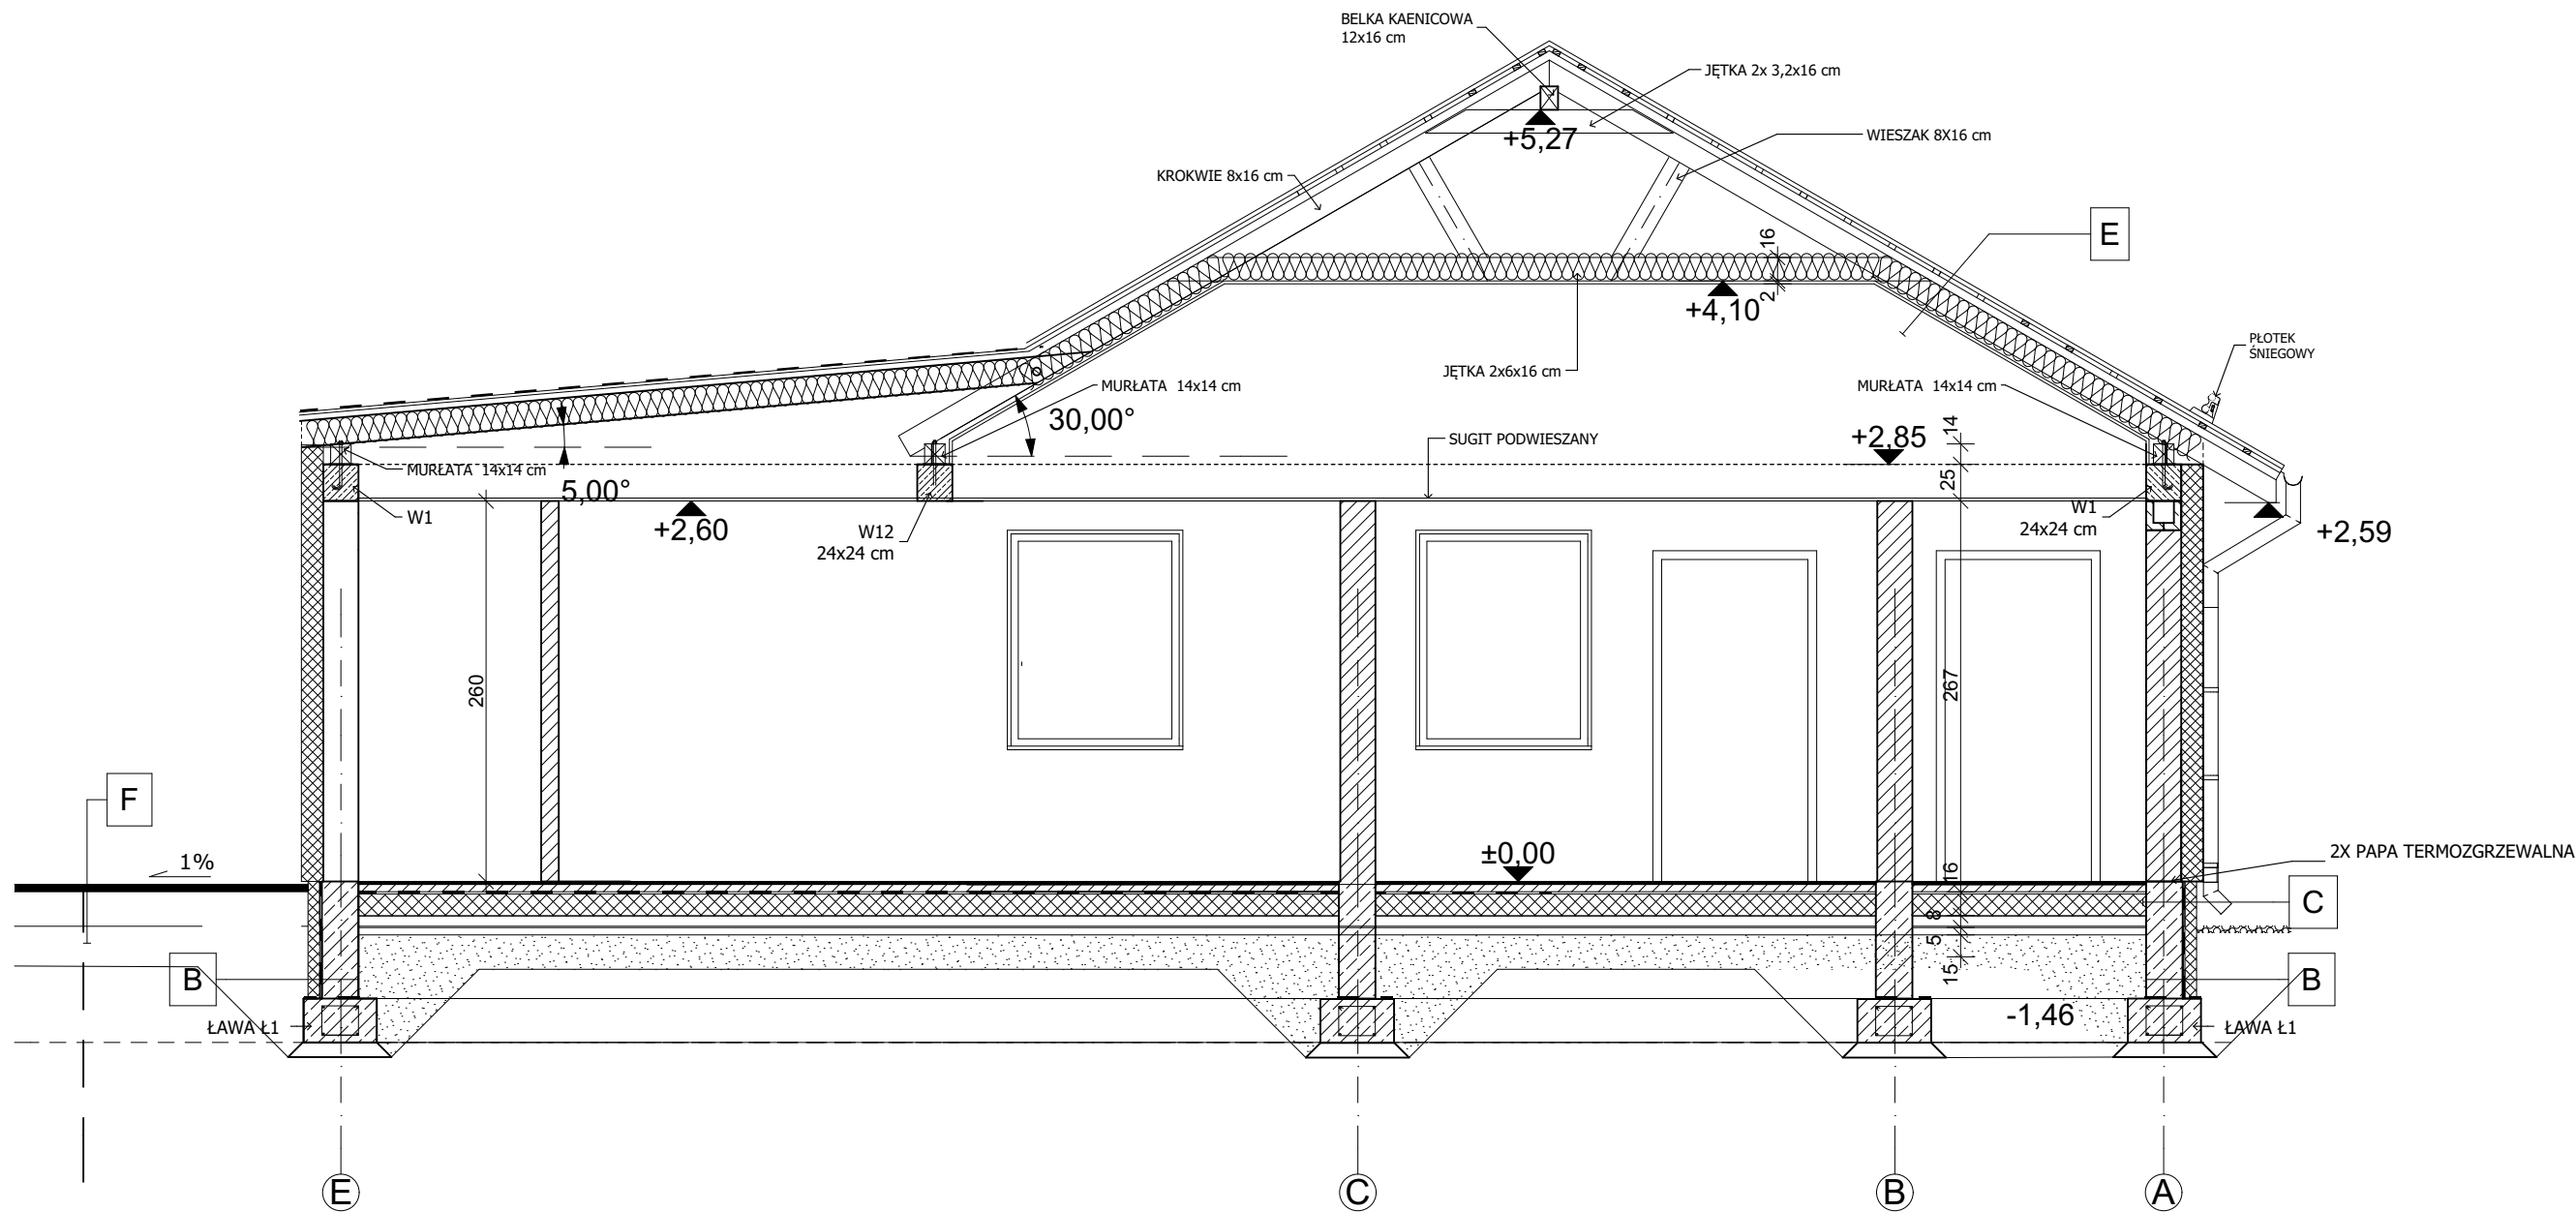 BELKA KAENICOWA
12x16 cm
JĘTKA 2x 3,2x16 cm
+5,27
WIESZAK 8X16 cm
KROKWIE 8x16 cm
E
16
2
+4,10
PŁOTEK
ŚNIEGOWY
JĘTKA 2x6x16 cm
MURŁATA 14x14 cm
MURŁATA 14x14 cm
30,00°
SUGIT PODWIESZANY
+2,85
14
MURŁATA 14x14 cm
5,00°
25
W1
+2,60
W12
24x24 cm
W1
24x24 cm
+2,59
260
267
F
1%
±0,00
2X PAPA TERMOZGRZEWALNA
16
C
8
5
15
B
B
-1,46
ŁAWA Ł1
ŁAWA Ł1
E
C
B
A